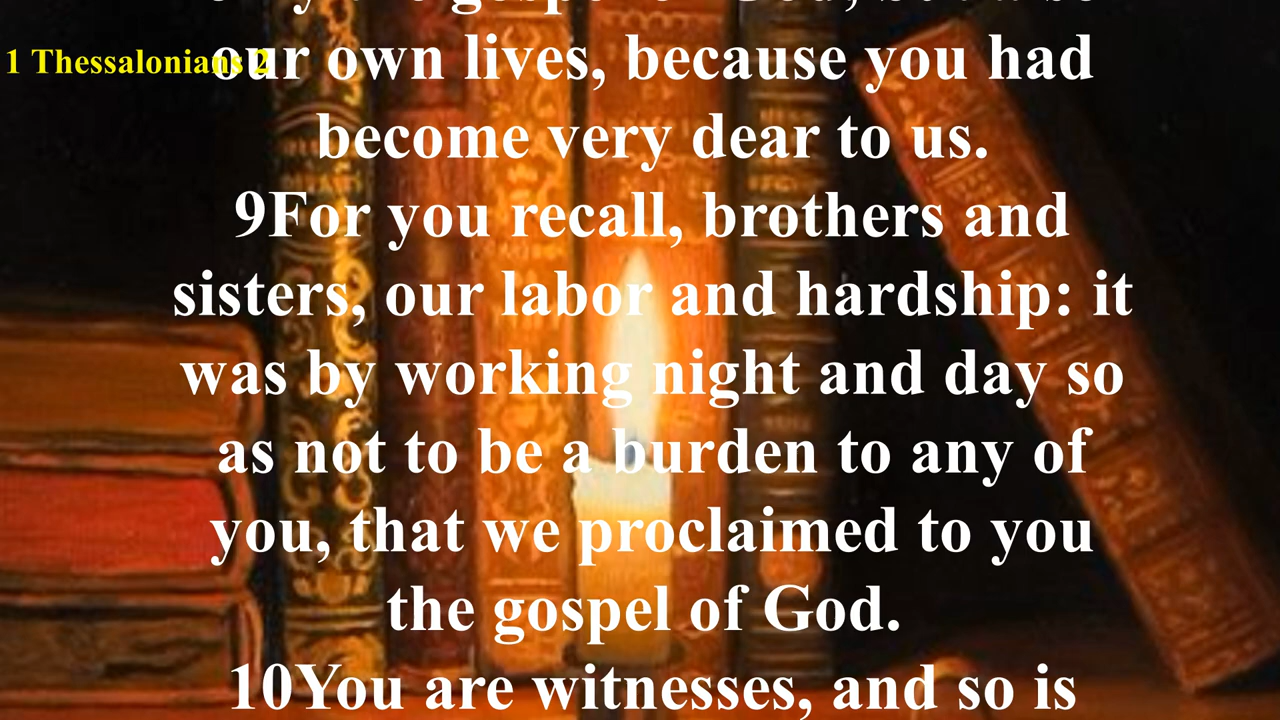 1 Thessalonians 2
our own lives, because you had
become very dear to us.
9For you recall, brothers and
sisters, our labor and hardship: it
was by working night and day so
as not to be a burden to any of
you, that we proclaimed to you
the gospel of God.
10You are witnesses, and so is